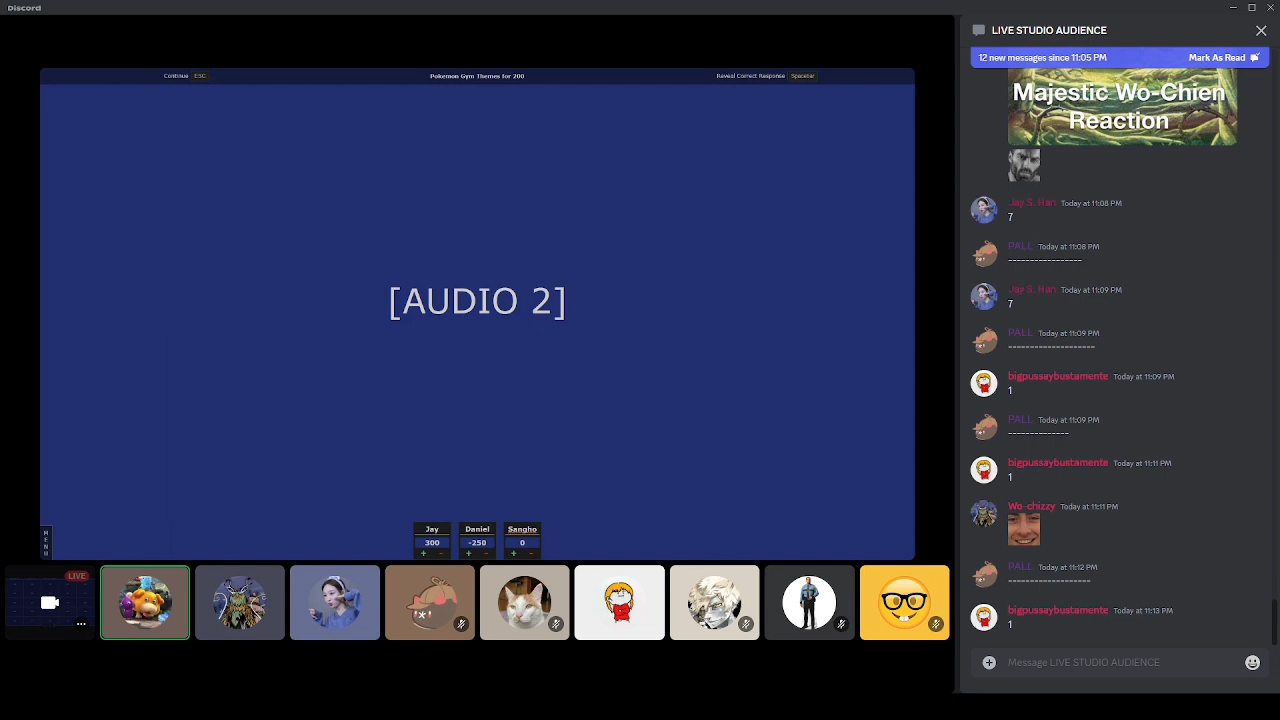 Discord
LIVE STUDIO AUDIENCE
12 new messages since 11:05 PM
Mark As Read
Continue ESC
Pokemon Gym Themes for 200
Reveal Correct Response Spacebar
Majestic Wo-Chien
Reaction
Jay S. Han Today at 11:08 PM
7
PALL Today at 11:08 PM
-----------------
Jay S. Han Today at 11:09 PM
7
PALL Today at 11:09 PM
--------------------
bigpussaybustamente Today at 11:09 PM
1
PALL Today at 11:09 PM
--------------
bigpussaybustamente Today at 11:11 PM
1
Wo-chizzy Today at 11:11 PM
PALL Today at 11:12 PM
-------------------
bigpussaybustamente Today at 11:13 PM
1
Message LIVE STUDIO AUDIENCE
[AUDIO 2]
MENU
Jay Daniel Sangho
300 -250 0
+ - + - + -
LIVE